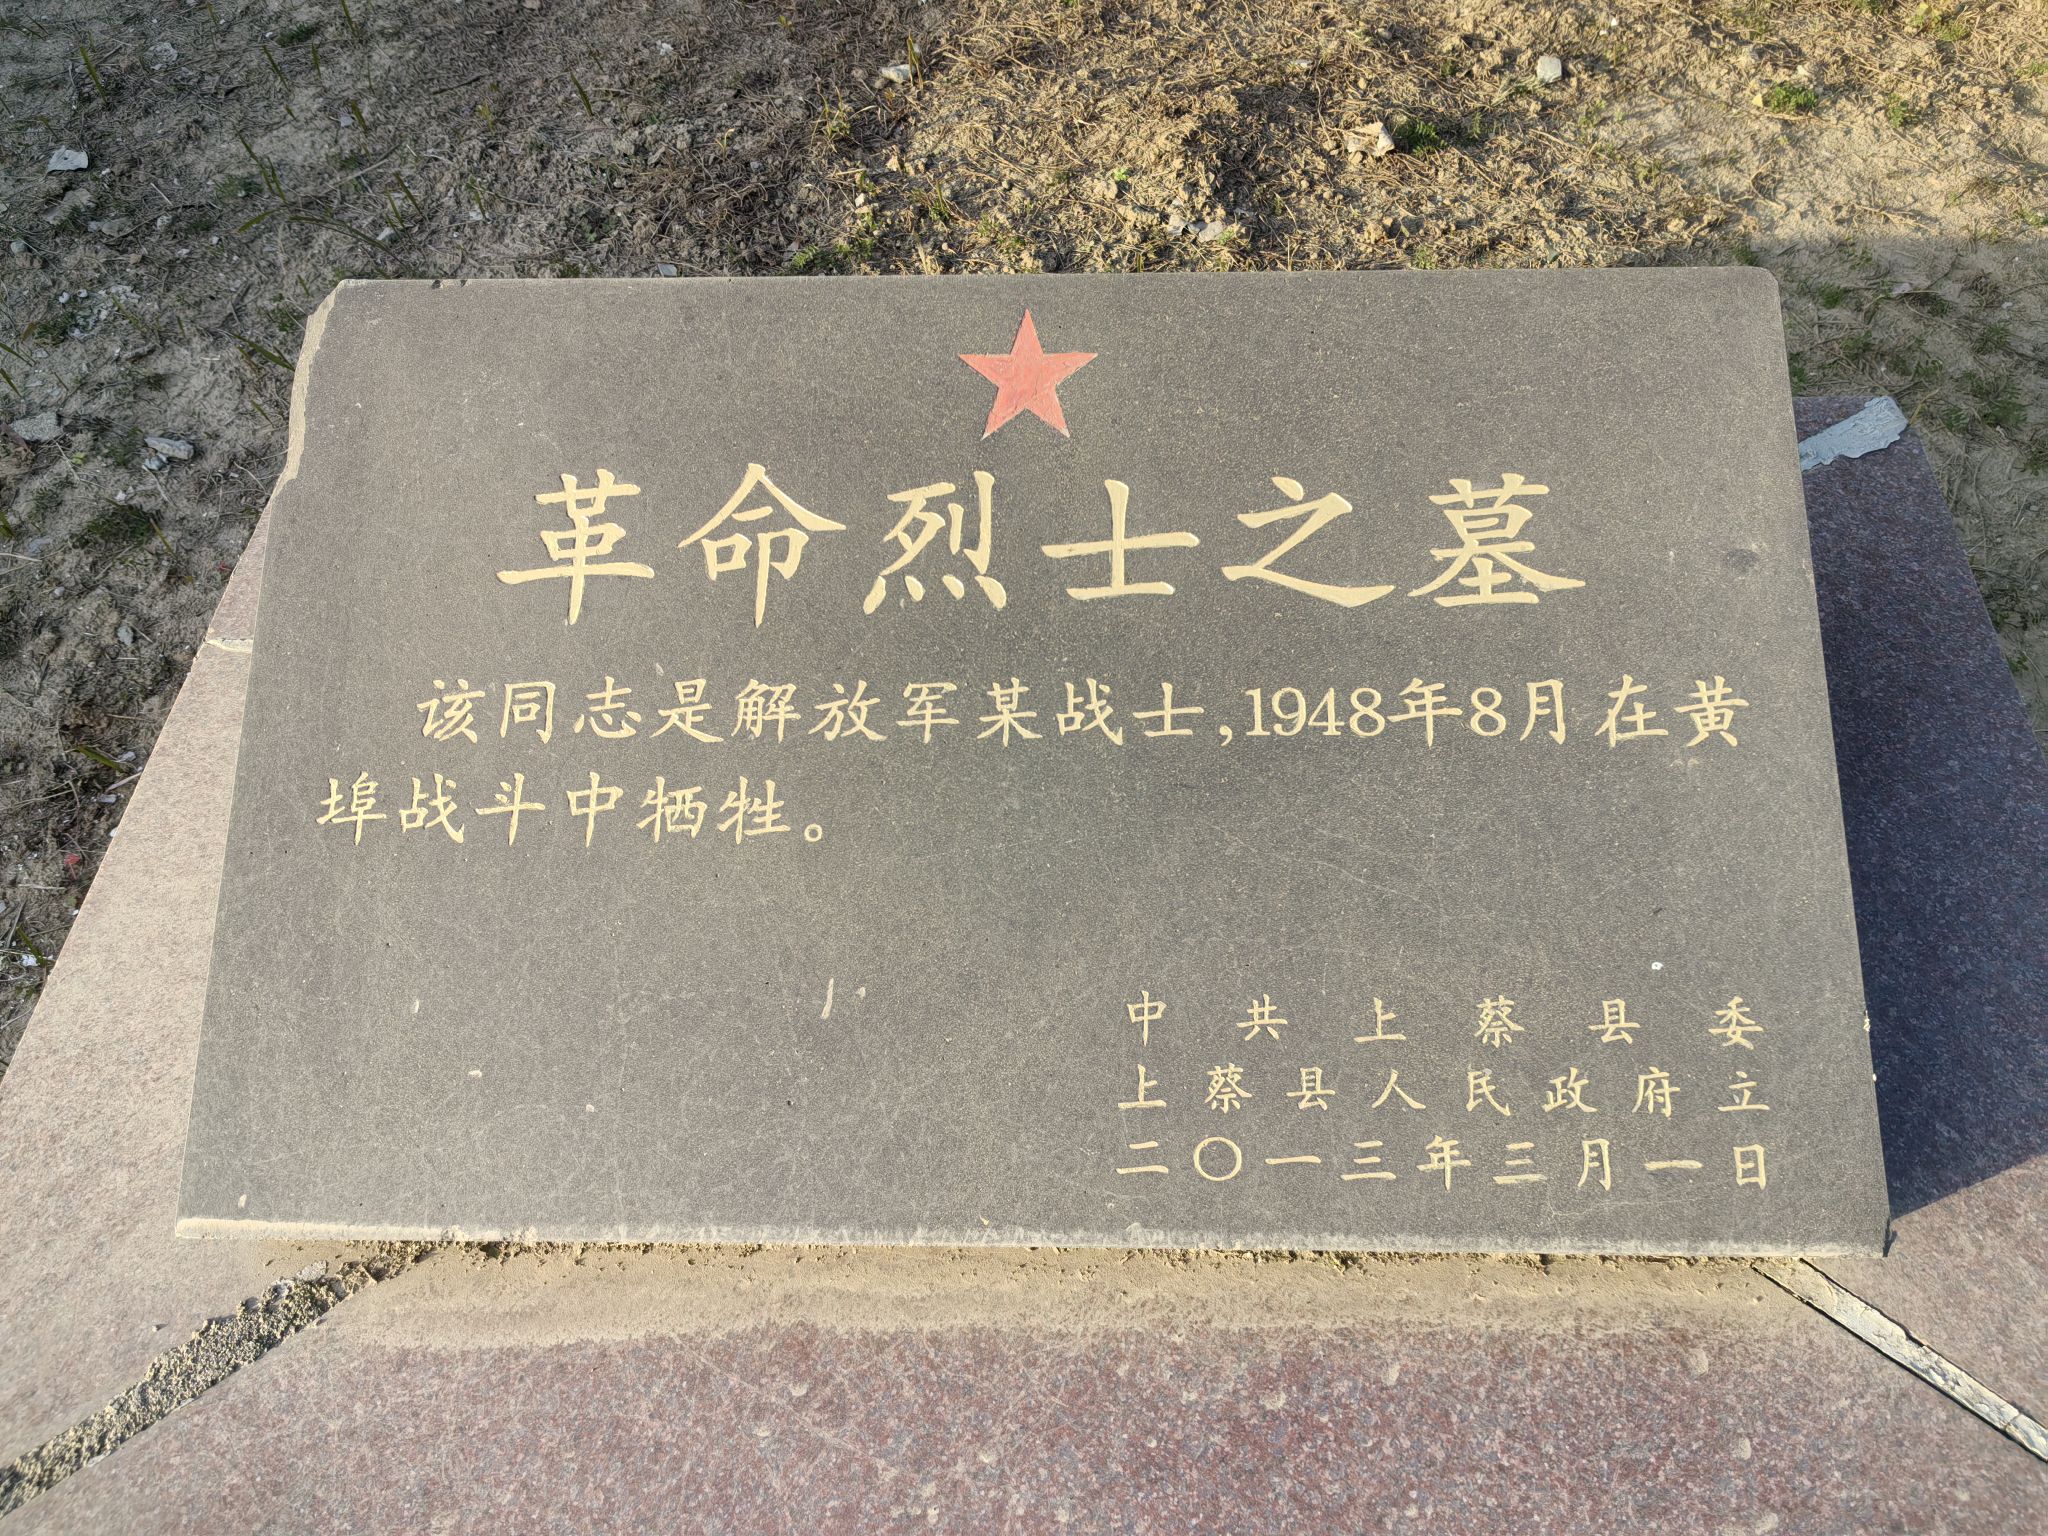 革命烈士之墓
该同志是解放军某战士,1948年8月在黄
埠战斗中牺牲。
中共上蔡县委
上蔡县人民政府立
二〇一三年三月一日